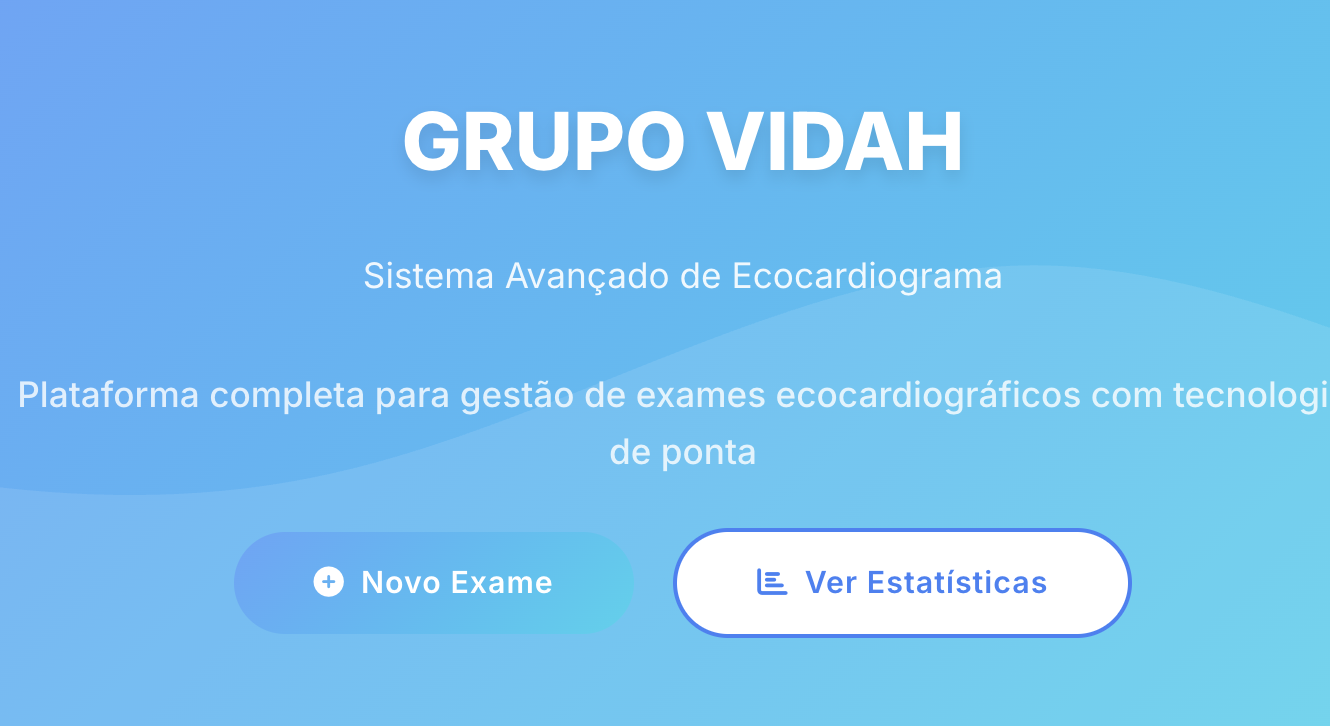 GRUPO VIDAH
Sistema Avançado de Ecocardiograma
Plataforma completa para gestão de exames ecocardiográficos com tecnologi
de ponta
Novo Exame
Ver Estatísticas